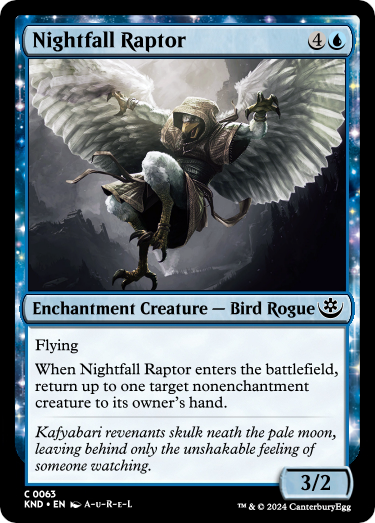 Nightfall Raptor 4
Enchantment Creature — Bird Rogue
Flying
When Nightfall Raptor enters the battlefield,
return up to one target nonenchantment
creature to its owner's hand.
Kafyabari revenants skulk neath the pale moon,
leaving behind only the unshakable feeling of
someone watching.
3/2
C 0063
KND • EN A-U-R-E-L
™ & © 2024 CanterburyEgg